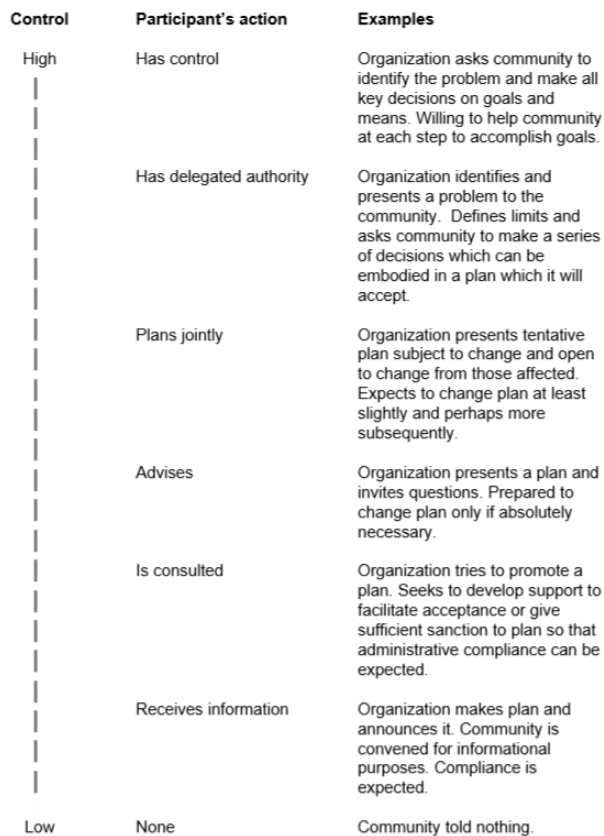 Control Participant's action Examples
High Has control Organization asks community to
identify the problem and make all
key decisions on goals and
means. Willing to help community
at each step to accomplish goals.
Has delegated authority Organization identifies and
presents a problem to the
community.  Defines limits and
asks community to make a series
of decisions which can be
embodied in a plan which it will
accept.
Plans jointly Organization presents tentative
plan subject to change and open
to change from those affected.
Expects to change plan at least
slightly and perhaps more
subsequently.
Advises Organization presents a plan and
invites questions. Prepared to
change plan only if absolutely
necessary.
Is consulted Organization tries to promote a
plan. Seeks to develop support to
facilitate acceptance or give
sufficient sanction to plan so that
administrative compliance can be
expected.
Receives information Organization makes plan and
announces it. Community is
convened for informational
purposes. Compliance is
expected.
Low None Community told nothing.